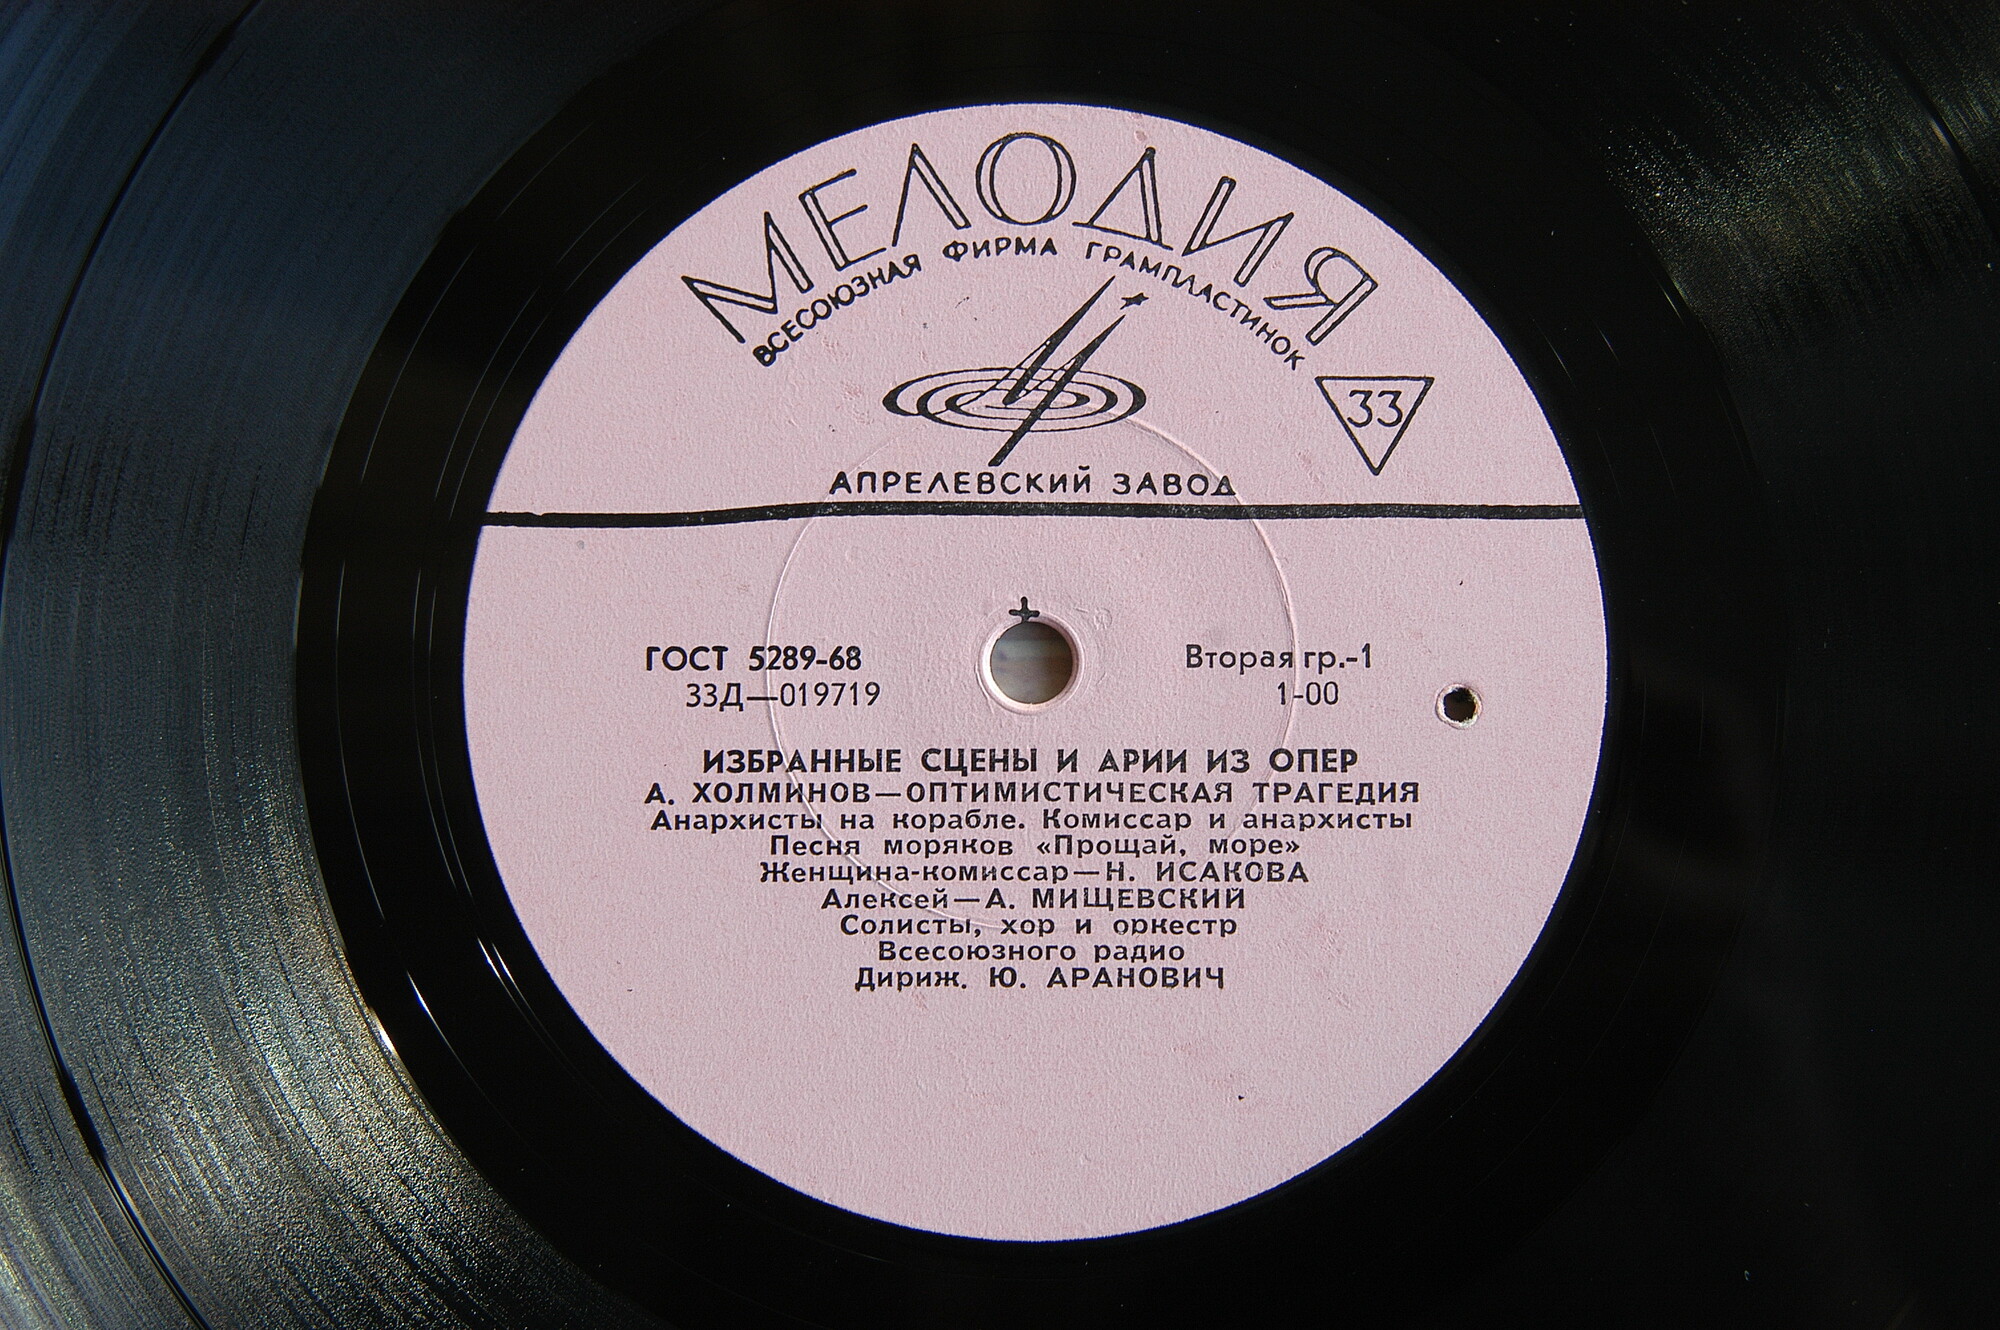 МЕЛОДИЯ
ВСЕСОЮЗНАЯ ФИРМА ГРАМПЛАСТИНОК
33
АПРЕЛЕВСКИЙ ЗАВОД
ГОСТ 5289-68 Вторая гр.-1
33Д—019719 1-00
ИЗБРАННЫЕ СЦЕНЫ И АРИИ ИЗ ОПЕР
А. ХОЛМИНОВ—ОПТИМИСТИЧЕСКАЯ ТРАГЕДИЯ
Анархисты на корабле. Комиссар и анархисты
Песня моряков «Прощай, море»
Женщина-комиссар—Н. ИСАКОВА
Алексей—А. МИЩЕВСКИЙ
Солисты, хор и оркестр
Всесоюзного радио
Дириж. Ю. АРАНОВИЧ